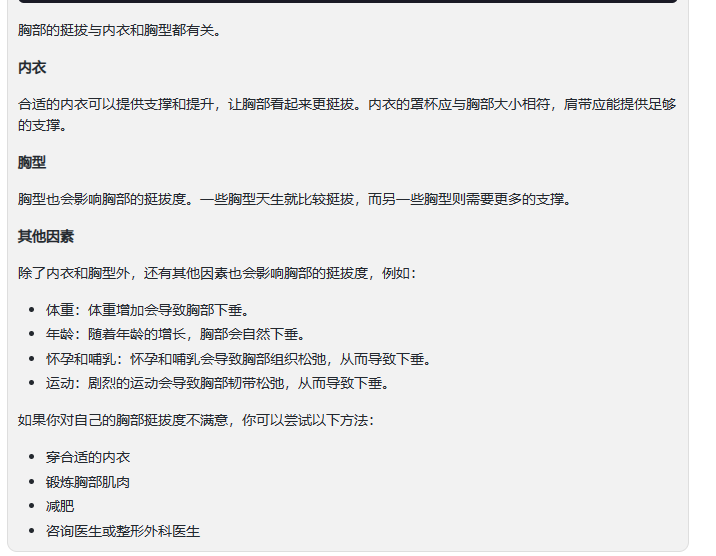 胸部的挺拔与内衣和胸型都有关。
内衣
合适的内衣可以提供支撑和提升，让胸部看起来更挺拔。内衣的罩杯应与胸部大小相符，肩带应能提供足够
的支撑。
胸型
胸型也会影响胸部的挺拔度。一些胸型天生就比较挺拔，而另一些胸型则需要更多的支撑。
其他因素
除了内衣和胸型外，还有其他因素也会影响胸部的挺拔度，例如：
• 体重：体重增加会导致胸部下垂。
• 年龄：随着年龄的增长，胸部会自然下垂。
• 怀孕和哺乳：怀孕和哺乳会导致胸部组织松弛，从而导致下垂。
• 运动：剧烈的运动会导致胸部韧带松弛，从而导致下垂。
如果你对自己的胸部挺拔度不满意，你可以尝试以下方法：
• 穿合适的内衣
• 锻炼胸部肌肉
• 减肥
• 咨询医生或整形外科医生